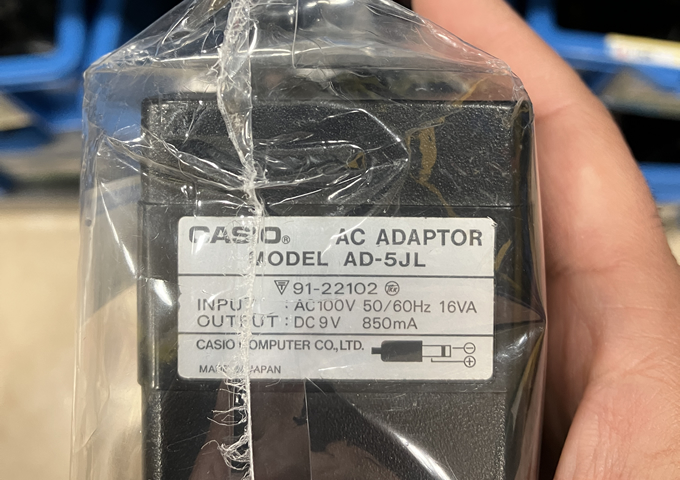 CASIO® AC ADAPTOR
MODEL AD-5JL
91-22102
INPUT : AC100V 50/60Hz 16VA
OUTPUT : DC9V 850mA
CASIO COMPUTER CO.,LTD.
MADE IN JAPAN